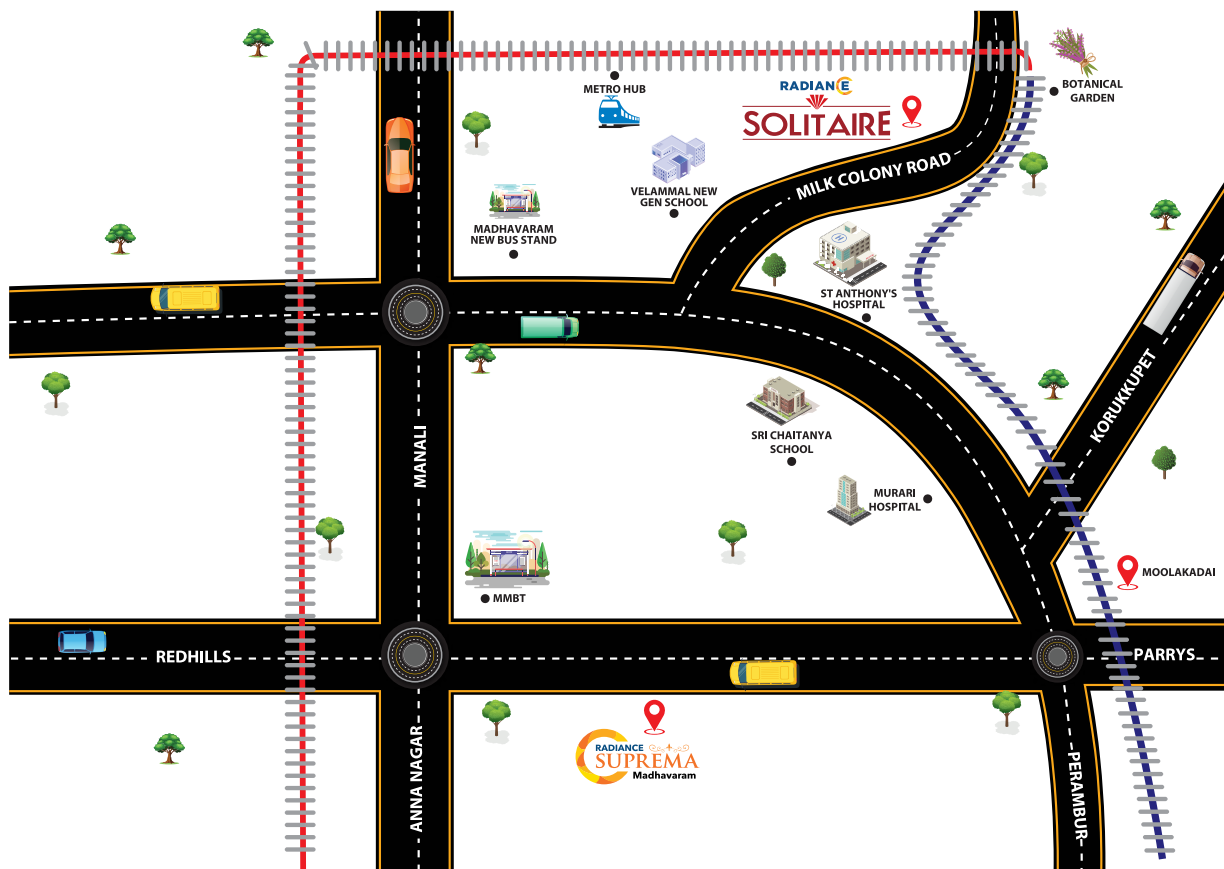 METRO HUB
RADIANCE
SOLITAIRE
BOTANICAL
GARDEN
MILK COLONY ROAD
VELAMMAL NEW
GEN SCHOOL
MADHAVARAM
NEW BUS STAND
H
ST ANTHONY'S
HOSPITAL
KORUKKUPET
MANALI
SRI CHAITANYA
SCHOOL
MURARI
HOSPITAL
MOOLAKADAI
MMBT
REDHILLS
PARRYS
ANNA NAGAR
RADIANCE
SUPREMA
Madhavaram
PERAMBUR